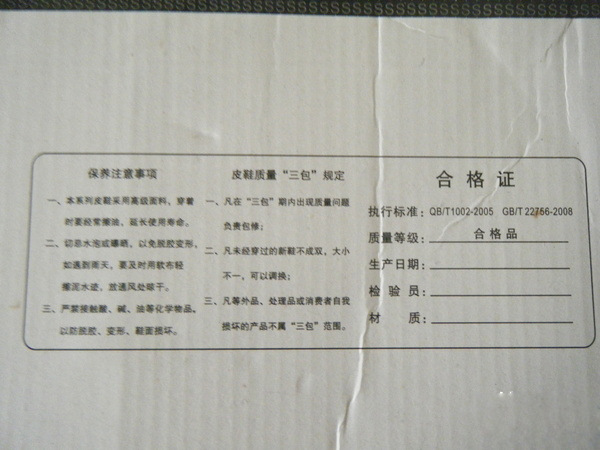 保养注意事项
一、本系列皮鞋采用高级面料、穿着
时要经常擦油，延长使用寿命。
二、切忌水泡或曝晒，以免脱胶变形，
如遇到雨天，要及时用软布轻
擦泥水迹，放通风处晾干。
三、严禁接触酸、碱、油等化学物品，
以防脱胶、变形、鞋面损坏。
皮鞋质量“三包”规定
一、凡在“三包”期内出现质量问题
负责包修；
二、凡未经穿过的新鞋不成双，大小
不一，可以调换；
三、凡等外品、处理品或消费者自我
损坏的产品不属“三包”范围。
合格证
执行标准：QB/T1002-2005 GB/T 22756-2008
质量等级：合格品
生产日期：
检验员：
材质：